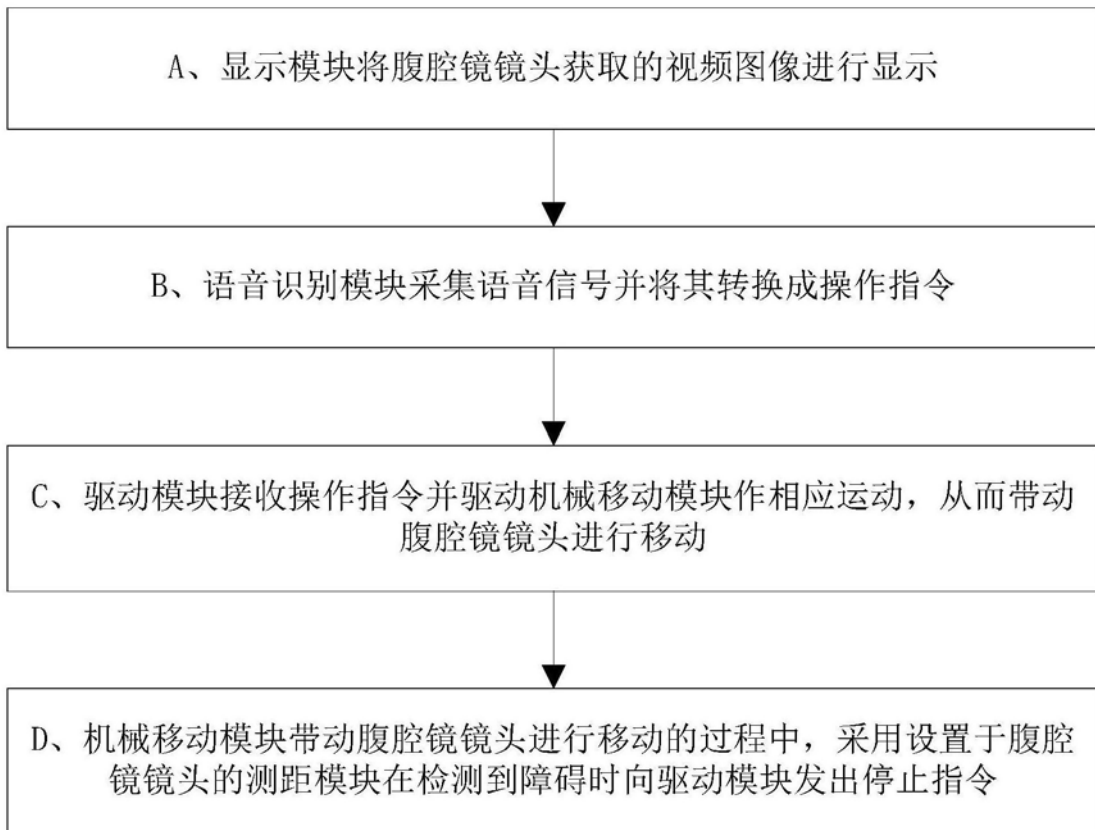 A、显示模块将腹腔镜镜头获取的视频图像进行显示
B、语音识别模块采集语音信号并将其转换成操作指令
C、驱动模块接收操作指令并驱动机械移动模块作相应运动，从而带动
腹腔镜镜头进行移动
D、机械移动模块带动腹腔镜镜头进行移动的过程中，采用设置于腹腔
镜镜头的测距模块在检测到障碍时向驱动模块发出停止指令